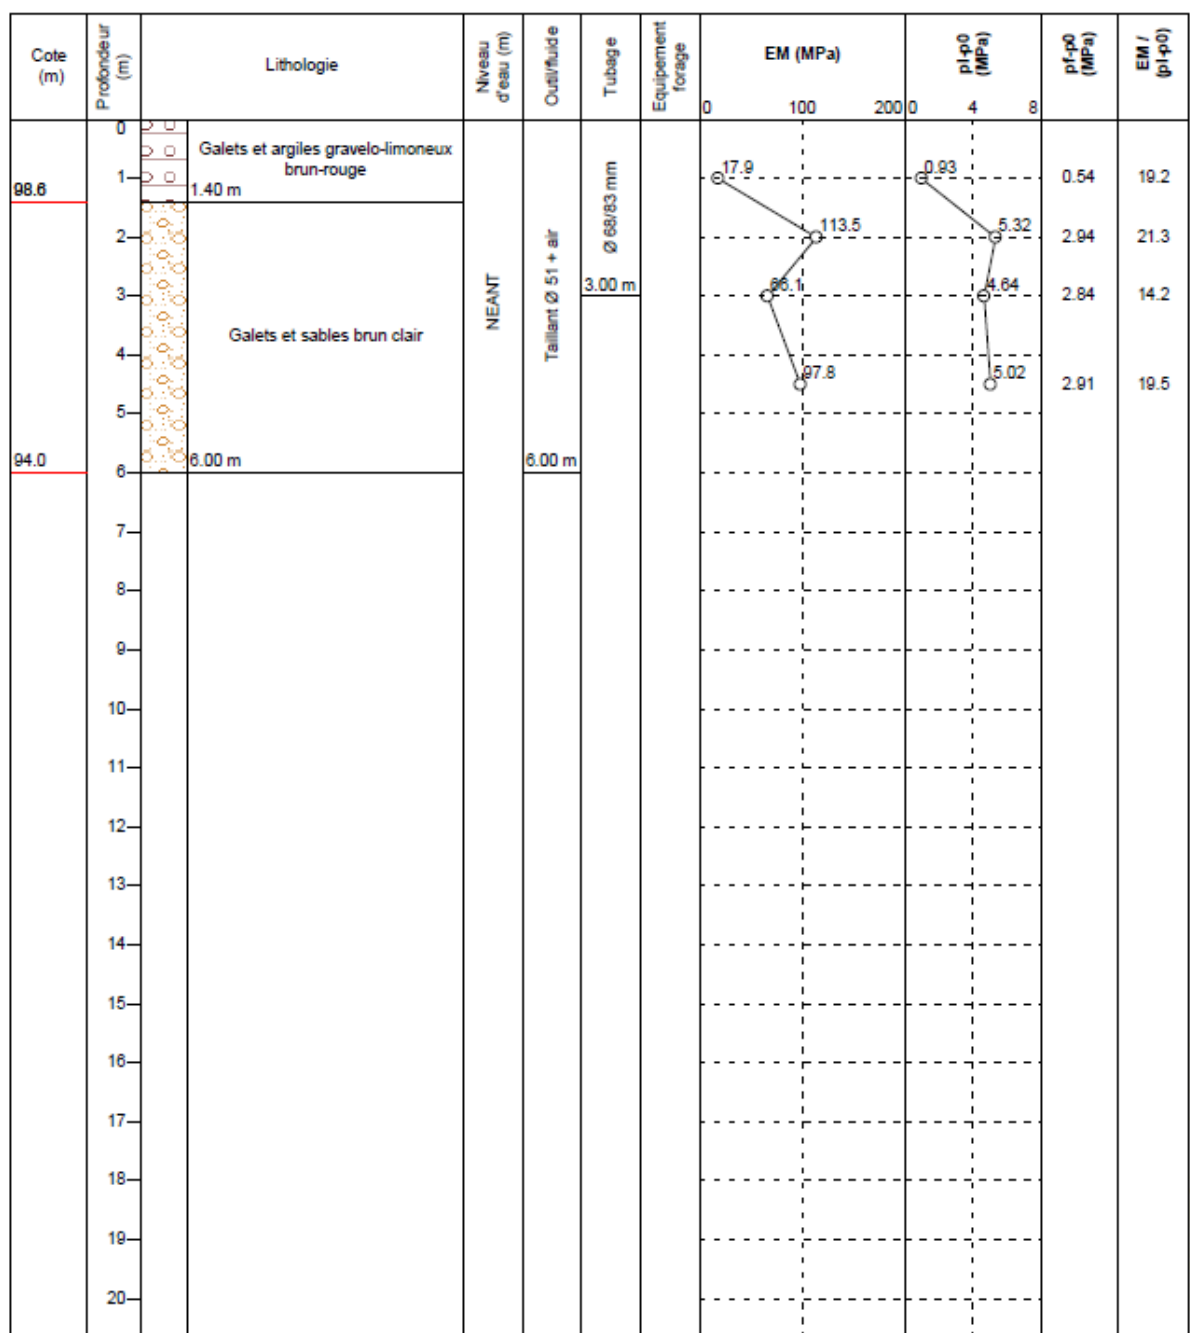 Cote
(m)
Profondeur
(m)
Lithologie
Niveau
d'eau (m)
Outil/fluide
Tubage
Equipement
forage
EM (MPa)
pl-p0
(MPa)
pf-p0
(MPa)
EM /
(pl-p0)
0 100 200 0 4 8
0
Galets et argiles gravelo-limoneux
brun-rouge
1 17.9 0.93 0.54 19.2
98.6 1.40 m
2 113.5 5.32 2.94 21.3
Ø 68/83 mm
3.00 m
3 66.1 4.64 2.84 14.2
NEANT
Taillant Ø 51 + air
Galets et sables brun clair
4
97.8 5.02 2.91 19.5
5
94.0 6.00 m 6.00 m
6
7
8
9
10
11
12
13
14
15
16
17
18
19
20